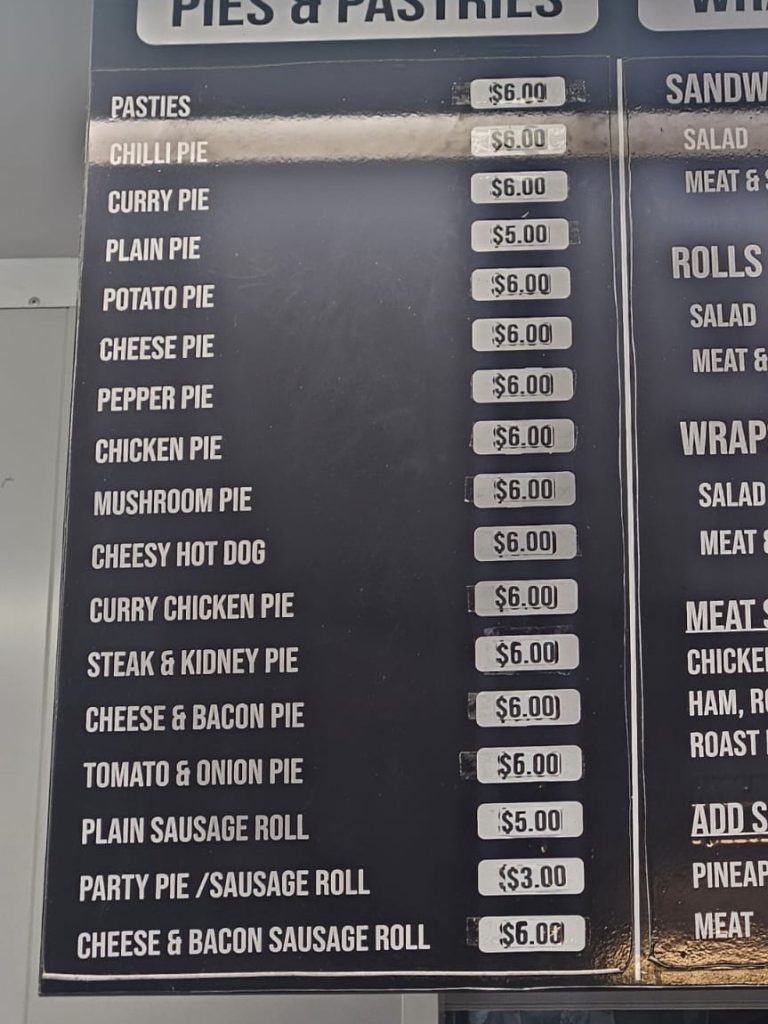 PIES & PASTRIES
PASTIES $6.00
CHILLI PIE $6.00
CURRY PIE $6.00
PLAIN PIE $5.00
POTATO PIE $6.00
CHEESE PIE $6.00
PEPPER PIE $6.00
CHICKEN PIE $6.00
MUSHROOM PIE $6.00
CHEESY HOT DOG $6.00
CURRY CHICKEN PIE $6.00
STEAK & KIDNEY PIE $6.00
CHEESE & BACON PIE $6.00
TOMATO & ONION PIE $6.00
PLAIN SAUSAGE ROLL $5.00
PARTY PIE /SAUSAGE ROLL $3.00
CHEESE & BACON SAUSAGE ROLL $6.00
SALAD
MEAT &
ROLLS
SALAD
MEAT &
SALAD
MEAT
MEAT
HAM,
ROAST
ADD
MEAT